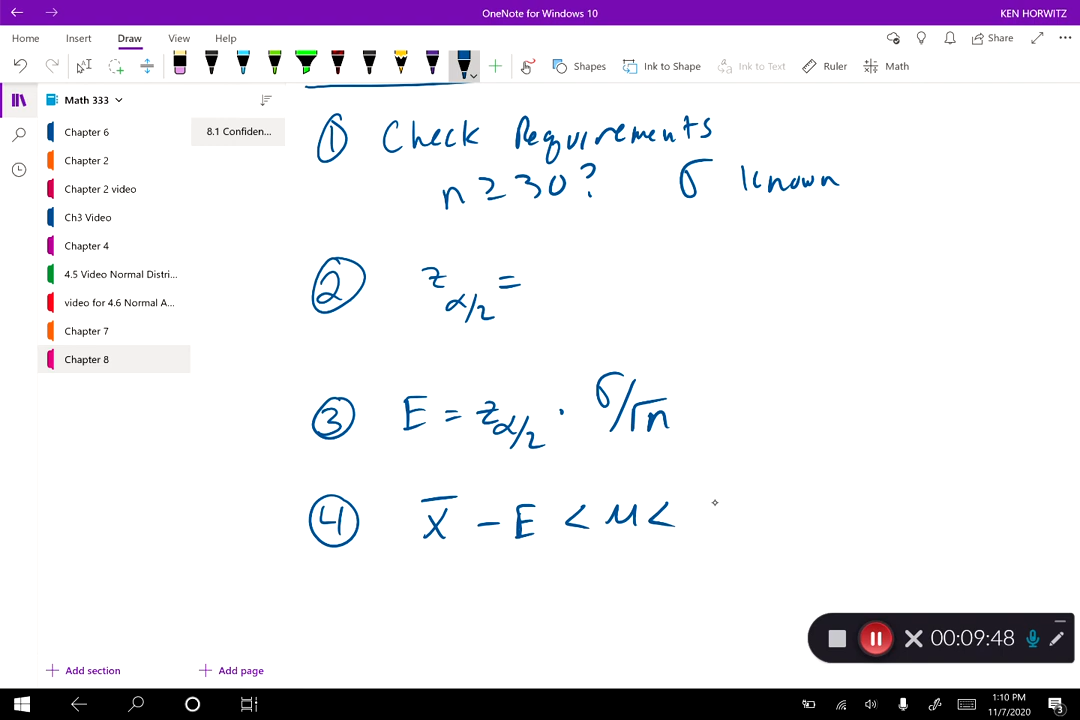 OneNote for Windows 10
KEN HORWITZ
Home Insert Draw View Help
Share
Shapes Ink to Shape Ink to Text Ruler Math
Math 333
Chapter 6
Chapter 2
Chapter 2 video
Ch3 Video
Chapter 4
4.5 Video Normal Distri...
video for 4.6 Normal A...
Chapter 7
Chapter 8
8.1 Confiden...
① Check Requirements
n ≥ 30? σ known
② z α/2 =
③ E = z α/2 · σ/√n
④ x̄ - E < μ <
00:09:48
Add section
Add page
1:10 PM
11/7/2020
3